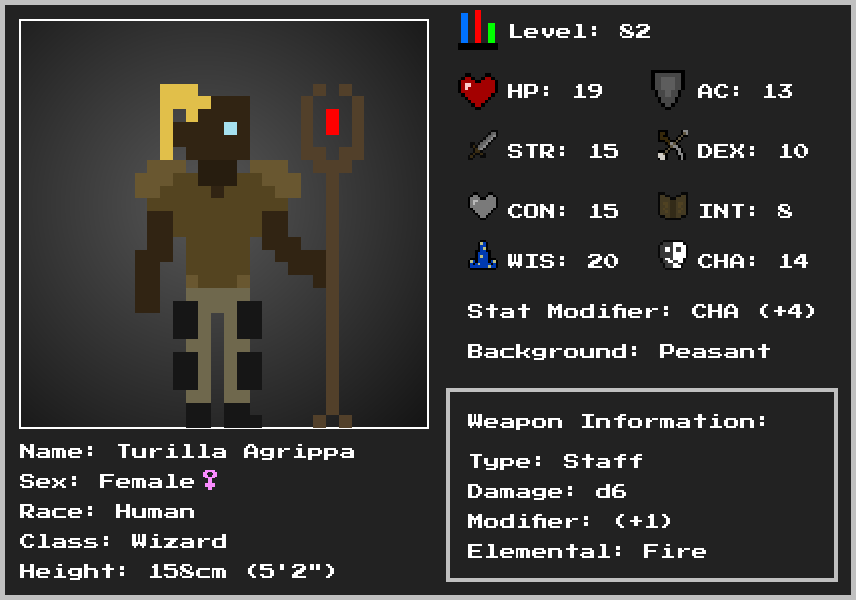 Level: 82
HP: 19
AC: 13
STR: 15
DEX: 10
CON: 15
INT: 8
WIS: 20
CHA: 14
Stat Modifier: CHA (+4)
Background: Peasant
Weapon Information:
Type: Staff
Damage: d6
Modifier: (+1)
Elemental: Fire
Name: Turilla Agrippa
Sex: Female♀
Race: Human
Class: Wizard
Height: 158cm (5'2")